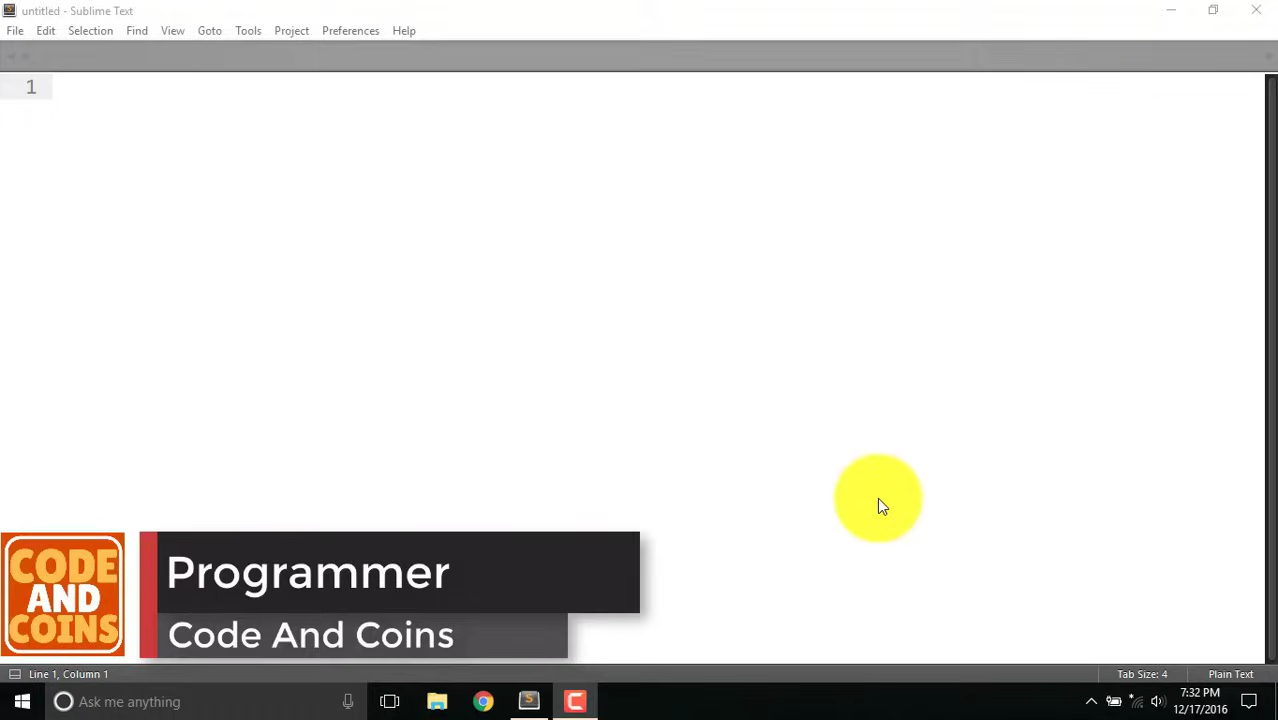 untitled - Sublime Text
File Edit Selection Find View Goto Tools Project Preferences Help
1
CODE
AND
COINS
Programmer
Code And Coins
Line 1, Column 1 Tab Size: 4 Plain Text
Ask me anything
7:32 PM
12/17/2016